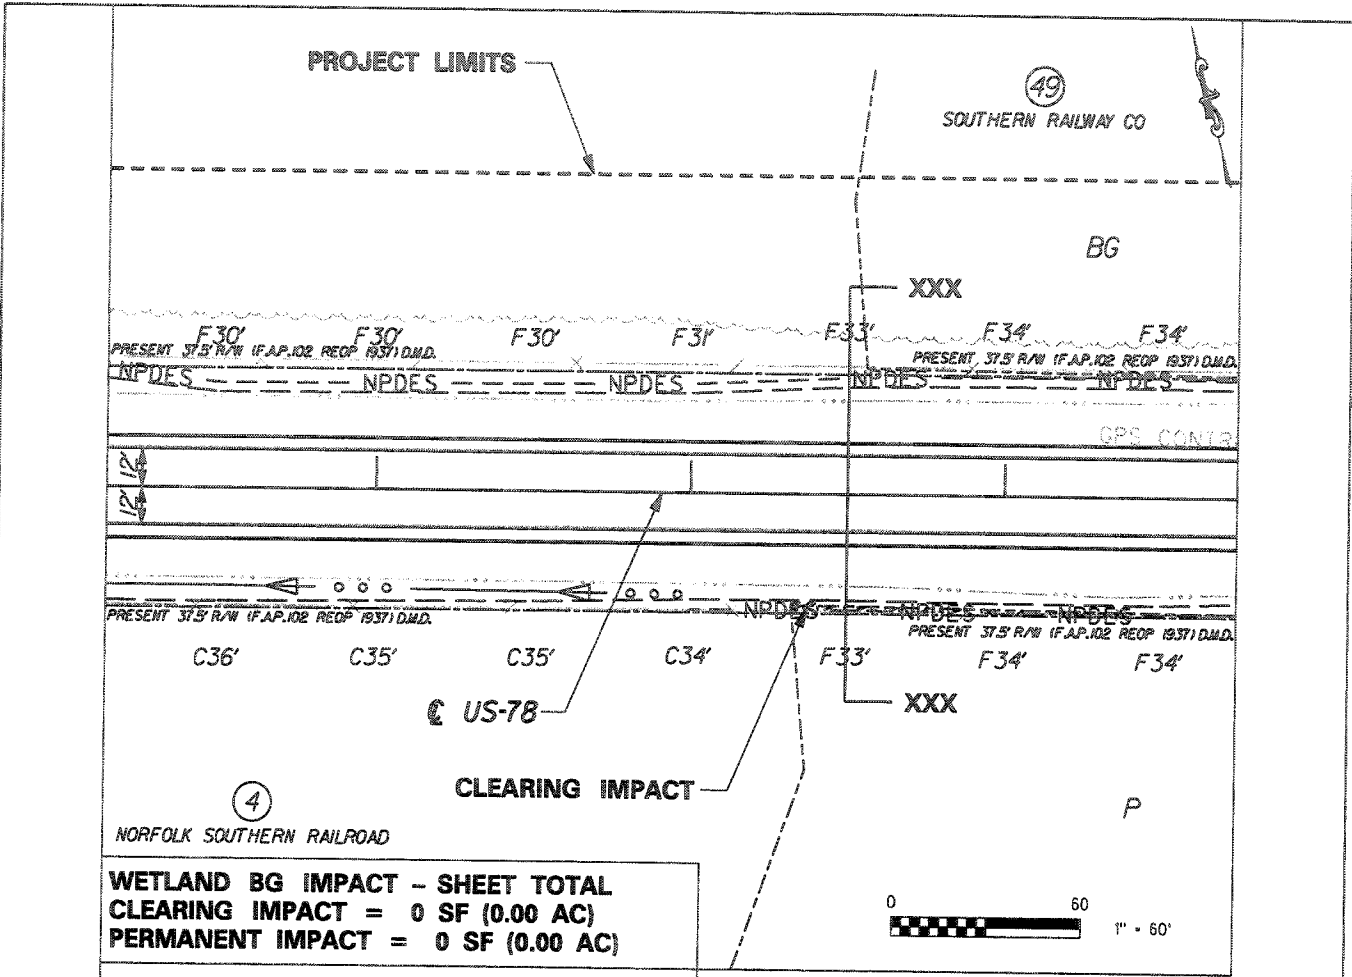 PROJECT LIMITS
49
SOUTHERN RAILWAY CO
BG
XXX
F30' F30' F30' F31' F33' F34' F34'
PRESENT 37.5' R/W (F.A.P.102 REOP 1937) D.M.D.
PRESENT 37.5' R/W (F.A.P.102 REOP 1937) D.M.D.
NPDES NPDES NPDES NPDES NPDES
GPS CONTR
12'
12'
NPDES NPDES NPDES
PRESENT 37.5' R/W (F.A.P.102 REOP 1937) D.M.D.
PRESENT 37.5' R/W (F.A.P.102 REOP 1937) D.M.D.
C36' C35' C35' C34' F33' F34' F34'
XXX
℄ US-78
CLEARING IMPACT
4
NORFOLK SOUTHERN RAILROAD
P
WETLAND BG IMPACT - SHEET TOTAL
CLEARING IMPACT = 0 SF (0.00 AC)
PERMANENT IMPACT = 0 SF (0.00 AC)
0 60
1" = 60'